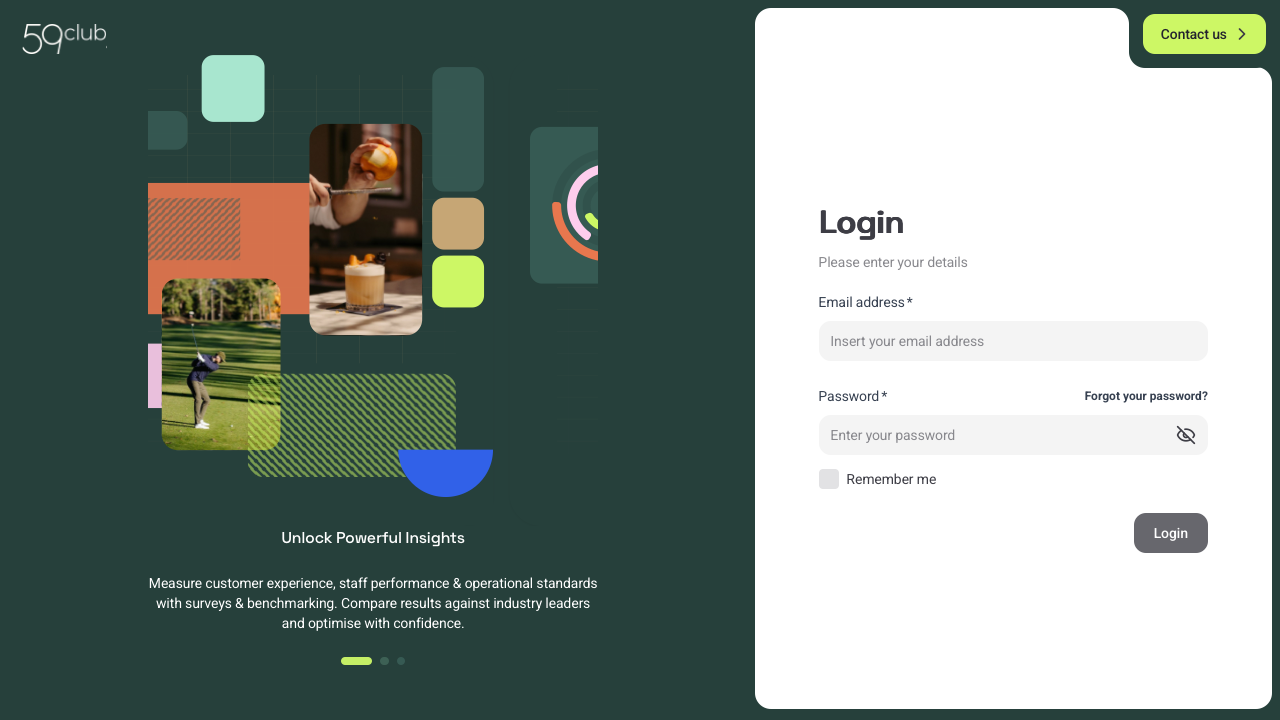 59club
Contact us
Login
Please enter your details
Email address *
Insert your email address
Password *
Forgot your password?
Enter your password
Remember me
Login
Unlock Powerful Insights
Measure customer experience, staff performance & operational standards
with surveys & benchmarking. Compare results against industry leaders
and optimise with confidence.